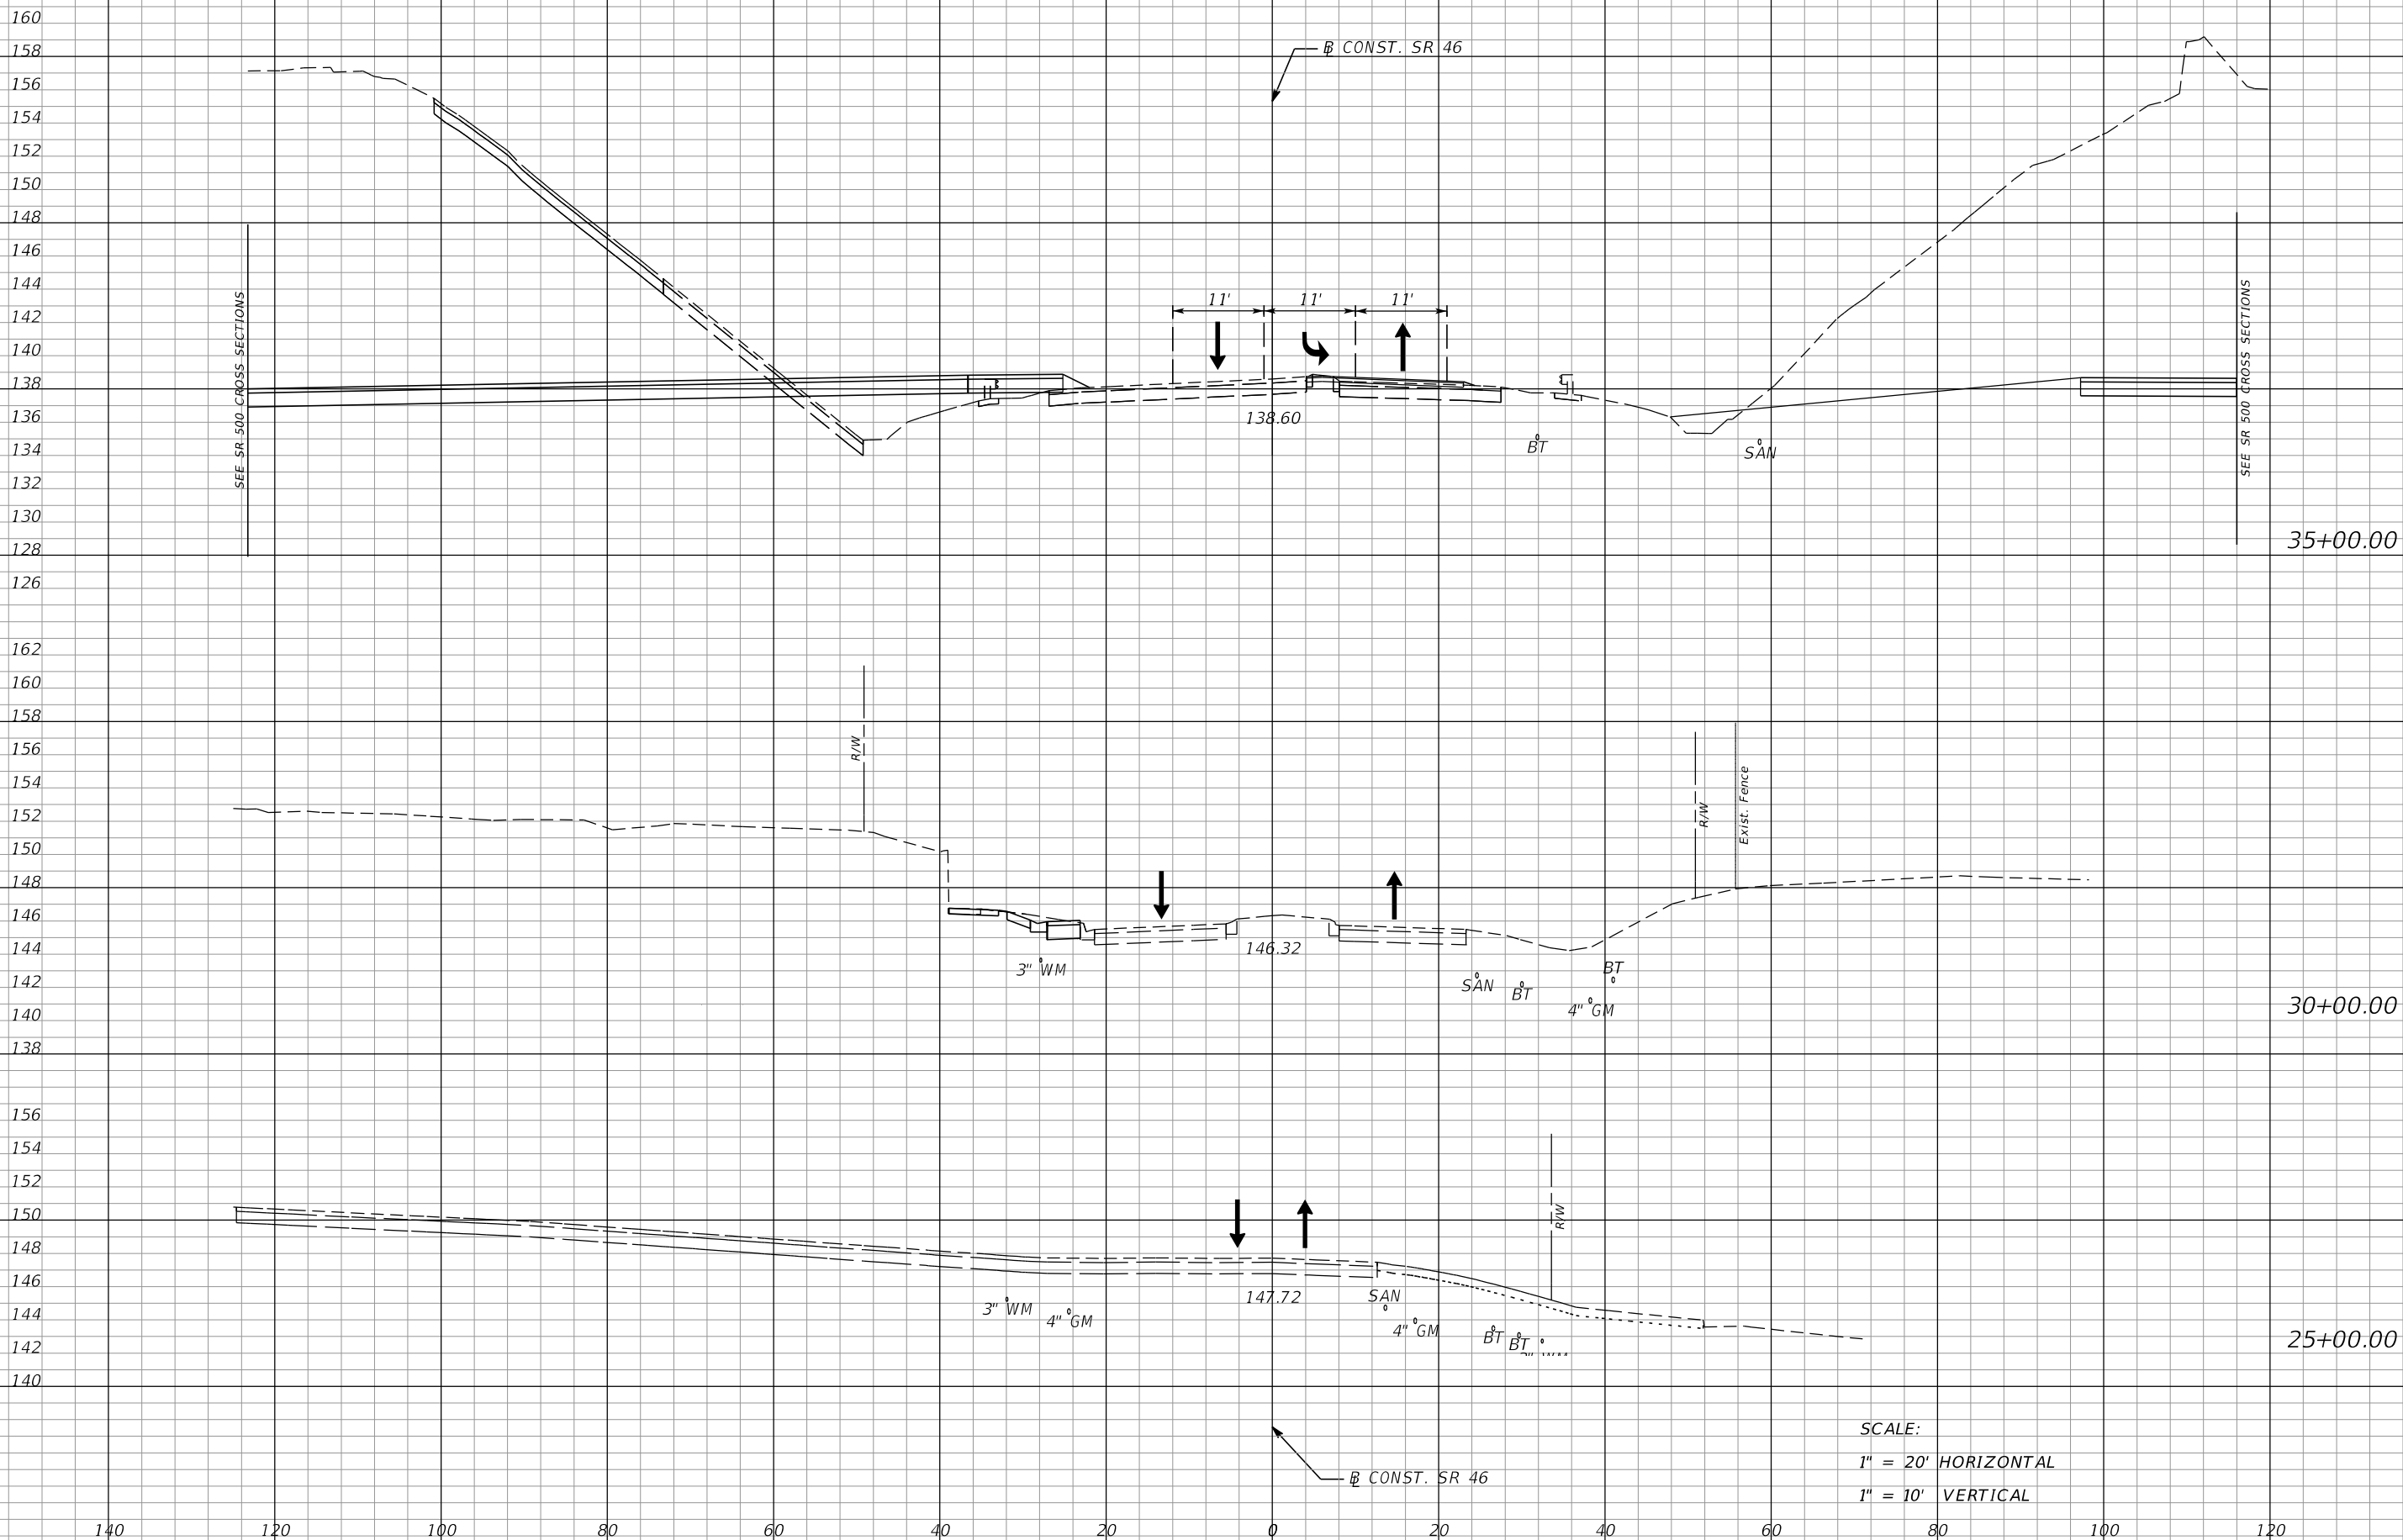 160
158
156
154
152
150
148
146
144
142
140
138
136
134
132
130
128
126
℄ CONST. SR 46
11' 11' 11'
138.60
BT
SAN
SEE SR 500 CROSS SECTIONS
SEE SR 500 CROSS SECTIONS
35+00.00
162
160
158
156
154
152
150
148
146
144
142
140
138
R/W
R/W
Exist. Fence
146.32
3" WM
SAN
BT
BT
4" GM
30+00.00
156
154
152
150
148
146
144
142
140
R/W
147.72
3" WM
4" GM
SAN
4" GM
BT
BT
25+00.00
℄ CONST. SR 46
SCALE:
1" = 20' HORIZONTAL
1" = 10' VERTICAL
140 120 100 80 60 40 20 0 20 40 60 80 100 120